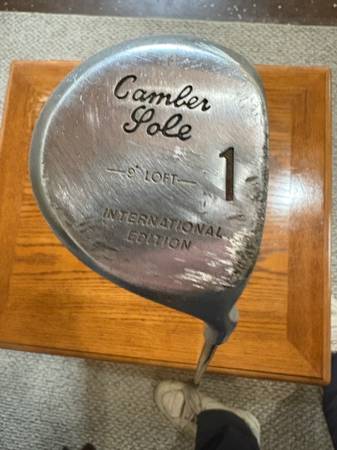 Camber
Sole
1
—9° LOFT—
INTERNATIONAL
EDITION